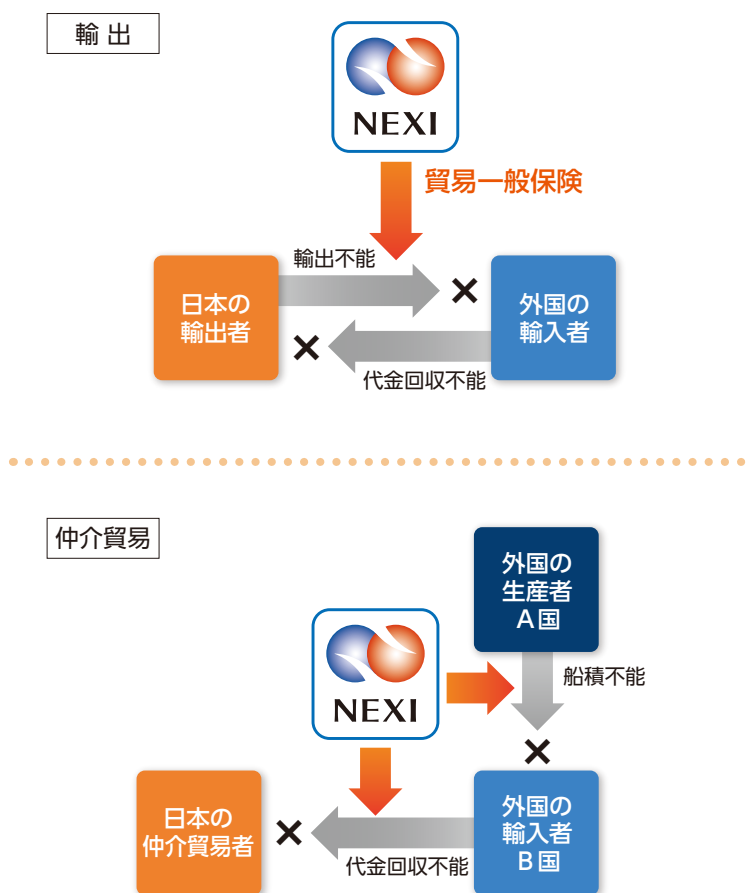 輸出
NEXI
貿易一般保険
輸出不能
日本の
輸出者
外国の
輸入者
代金回収不能
仲介貿易
外国の
生産者
A国
NEXI
船積不能
日本の
仲介貿易者
外国の
輸入者
B国
代金回収不能